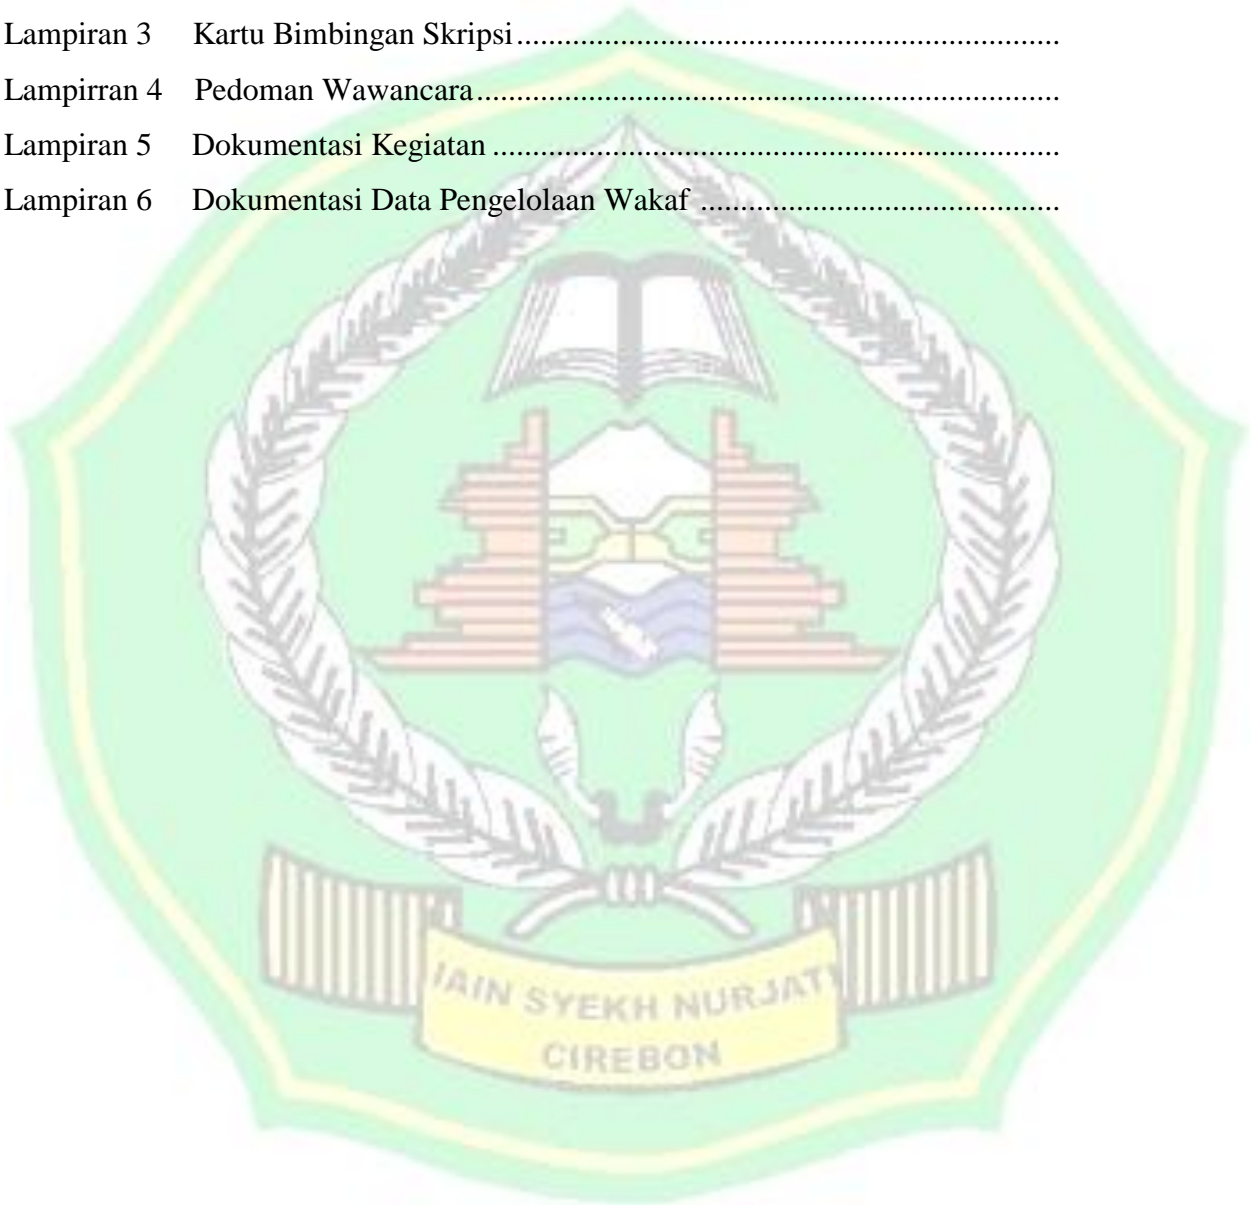 Lampiran 3 Kartu Bimbingan Skripsi....................................................................
Lampirran 4 Pedoman Wawancara.........................................................................
Lampiran 5 Dokumentasi Kegiatan .......................................................................
Lampiran 6 Dokumentasi Data Pengelolaan Wakaf .............................................
IAIN SYEKH NURJATI
CIREBON